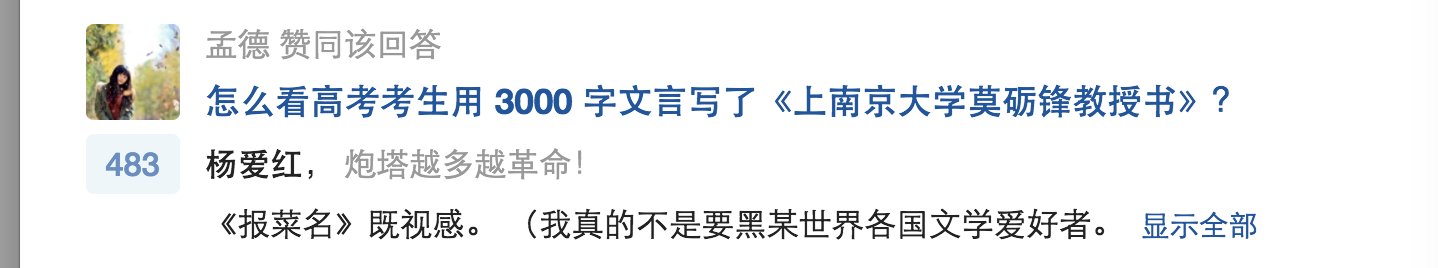 孟德 赞同该回答
怎么看高考考生用 3000 字文言写了《上南京大学莫砺锋教授书》?
483
杨爱红， 炮塔越多越革命！
《报菜名》既视感。 （我真的不是要黑某世界各国文学爱好者。 显示全部